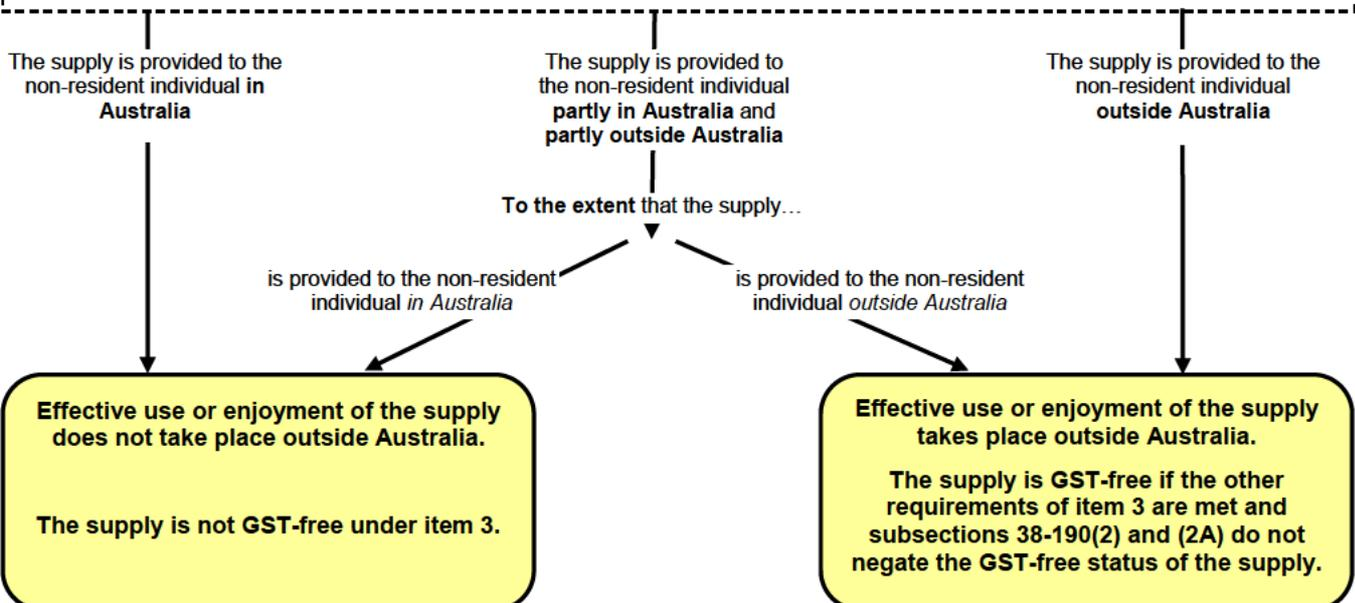 The supply is provided to the
non-resident individual in
Australia
The supply is provided to
the non-resident individual
partly in Australia and
partly outside Australia
The supply is provided to the
non-resident individual
outside Australia
To the extent that the supply…
is provided to the non-resident
individual in Australia
is provided to the non-resident
individual outside Australia
Effective use or enjoyment of the supply
does not take place outside Australia.
The supply is not GST-free under item 3.
Effective use or enjoyment of the supply
takes place outside Australia.
The supply is GST-free if the other
requirements of item 3 are met and
subsections 38-190(2) and (2A) do not
negate the GST-free status of the supply.